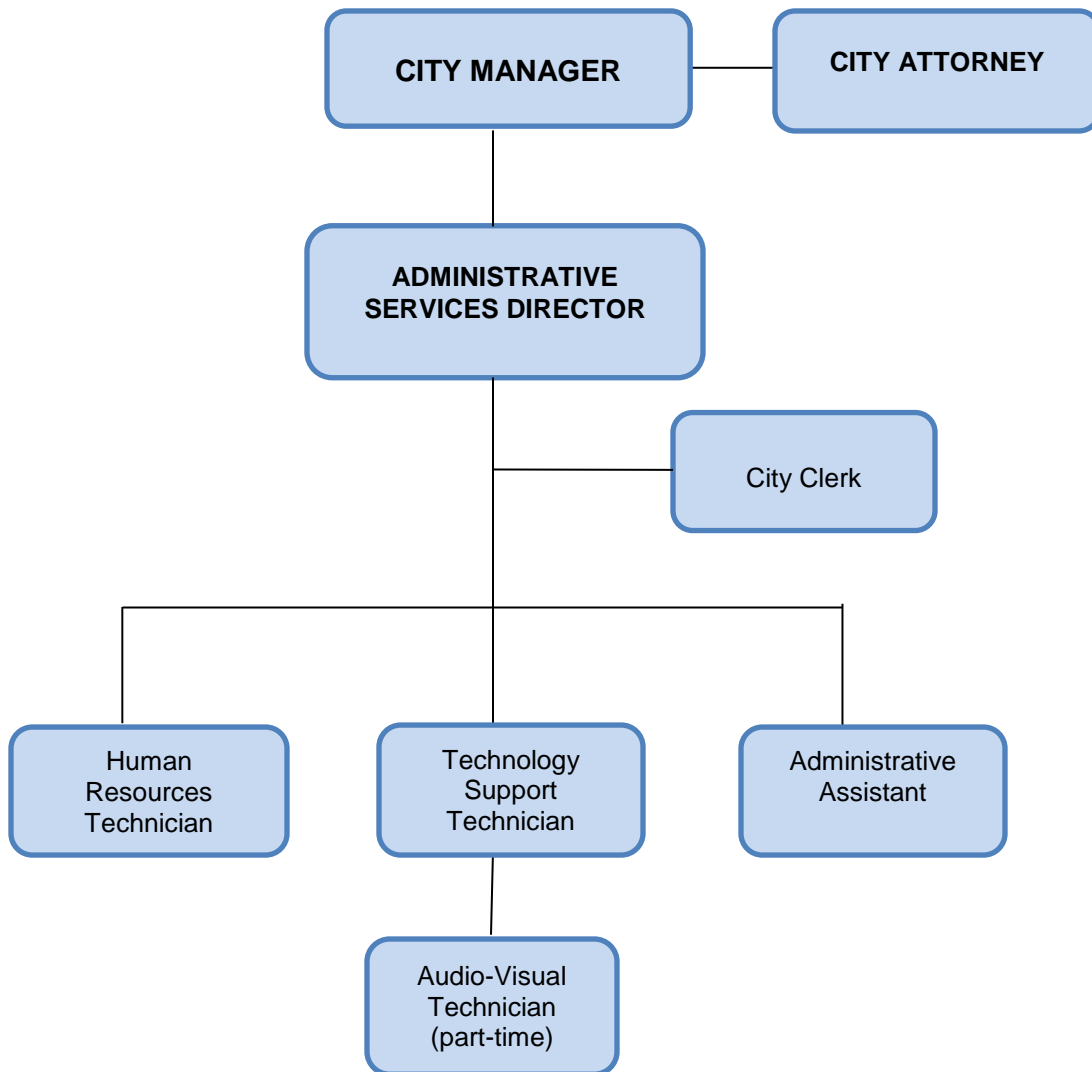 CITY MANAGER
CITY ATTORNEY
ADMINISTRATIVE
SERVICES DIRECTOR
City Clerk
Human
Resources
Technician
Technology
Support
Technician
Administrative
Assistant
Audio-Visual
Technician
(part-time)